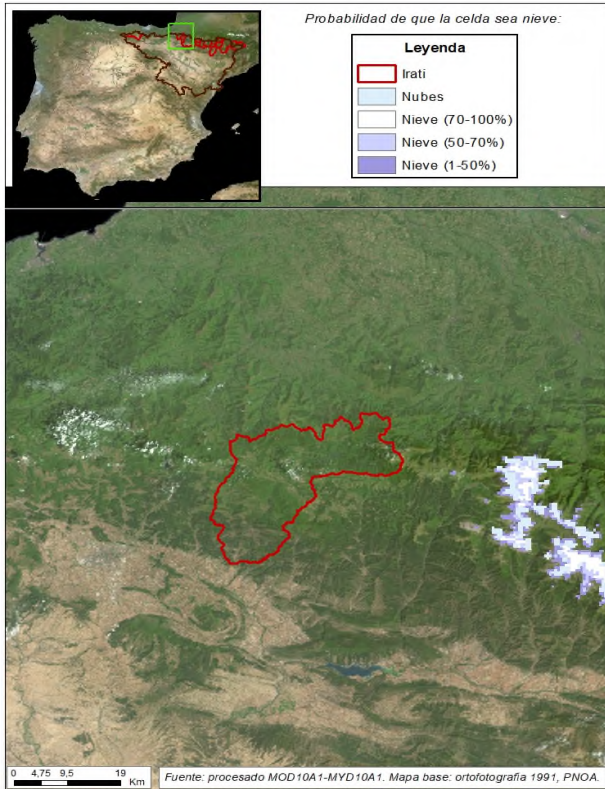 Probabilidad de que la celda sea nieve:
Leyenda
Irati
Nubes
Nieve (70-100%)
Nieve (50-70%)
Nieve (1-50%)
0 4,75 9,5 19
Km
Fuente: procesado MOD10A1-MYD10A1. Mapa base: ortofotografía 1991, PNOA.